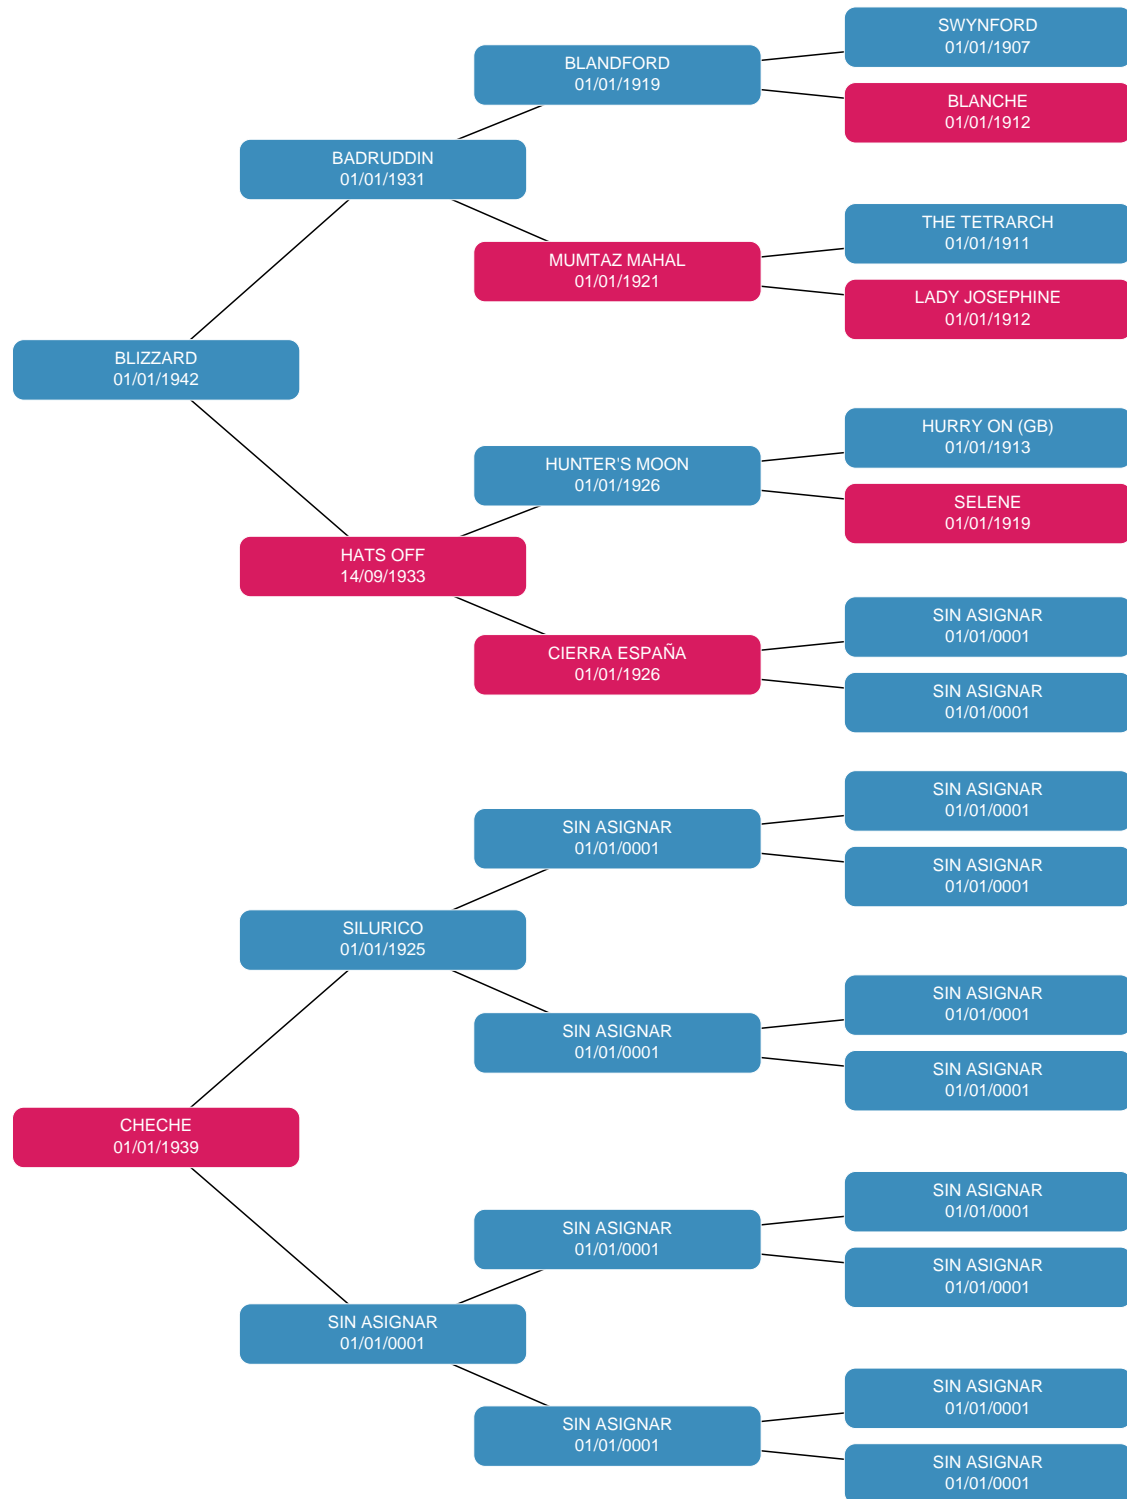 SWYNFORD
01/01/1907
BLANDFORD
01/01/1919
BLANCHE
01/01/1912
BADRUDDIN
01/01/1931
THE TETRARCH
01/01/1911
MUMTAZ MAHAL
01/01/1921
LADY JOSEPHINE
01/01/1912
BLIZZARD
01/01/1942
HURRY ON (GB)
01/01/1913
HUNTER'S MOON
01/01/1926
SELENE
01/01/1919
HATS OFF
14/09/1933
SIN ASIGNAR
01/01/0001
CIERRA ESPAÑA
01/01/1926
SIN ASIGNAR
01/01/0001
SIN ASIGNAR
01/01/0001
SIN ASIGNAR
01/01/0001
SIN ASIGNAR
01/01/0001
SILURICO
01/01/1925
SIN ASIGNAR
01/01/0001
SIN ASIGNAR
01/01/0001
SIN ASIGNAR
01/01/0001
CHECHE
01/01/1939
SIN ASIGNAR
01/01/0001
SIN ASIGNAR
01/01/0001
SIN ASIGNAR
01/01/0001
SIN ASIGNAR
01/01/0001
SIN ASIGNAR
01/01/0001
SIN ASIGNAR
01/01/0001
SIN ASIGNAR
01/01/0001